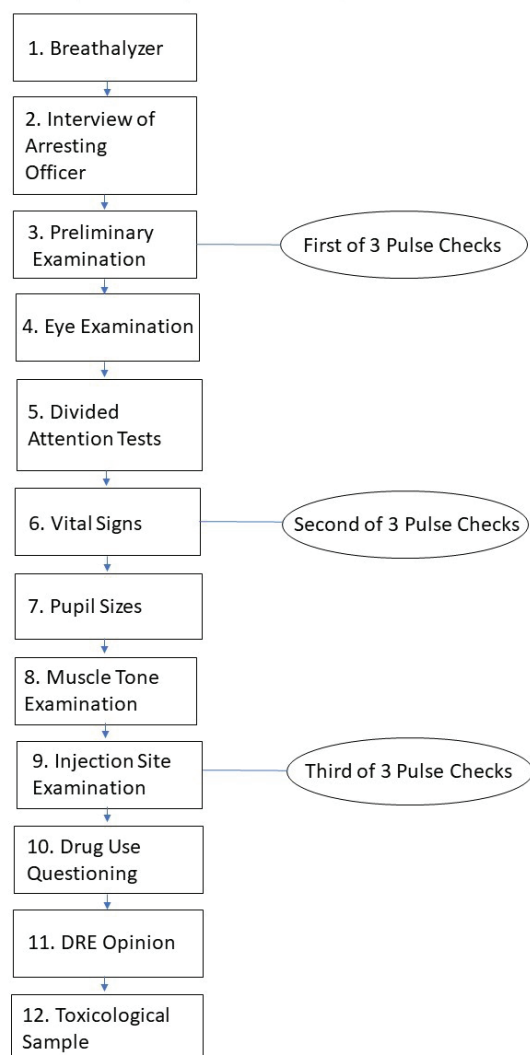 1. Breathalyzer
2. Interview of
Arresting
Officer
3. Preliminary
Examination
First of 3 Pulse Checks
4. Eye Examination
5. Divided
Attention Tests
6. Vital Signs
Second of 3 Pulse Checks
7. Pupil Sizes
8. Muscle Tone
Examination
9. Injection Site
Examination
Third of 3 Pulse Checks
10. Drug Use
Questioning
11. DRE Opinion
12. Toxicological
Sample